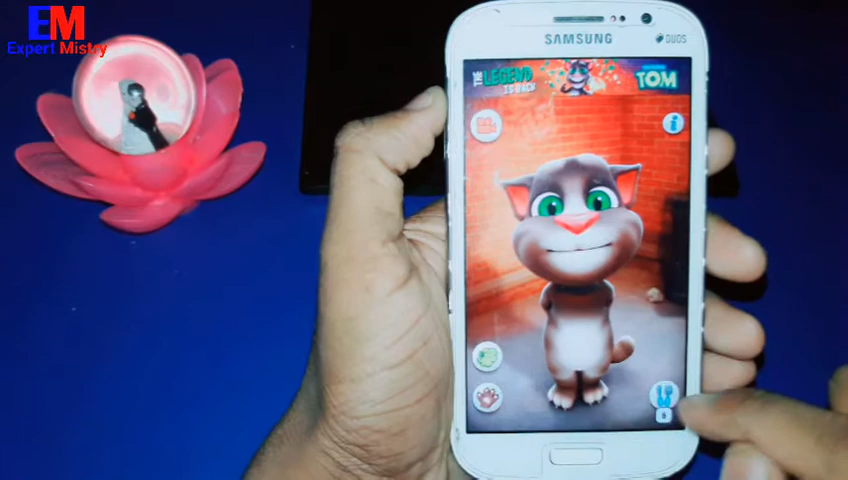 EM
Expert Mistry
SAMSUNG
DUOS
THE LEGEND
IS BACK
TOM